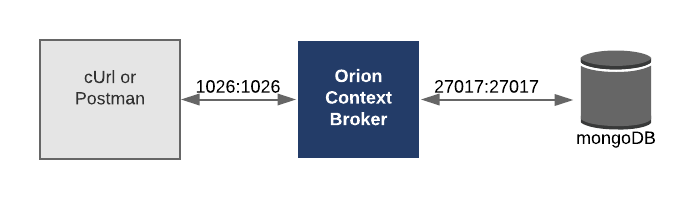 cUrl or
Postman
1026:1026
Orion
Context
Broker
27017:27017
mongoDB